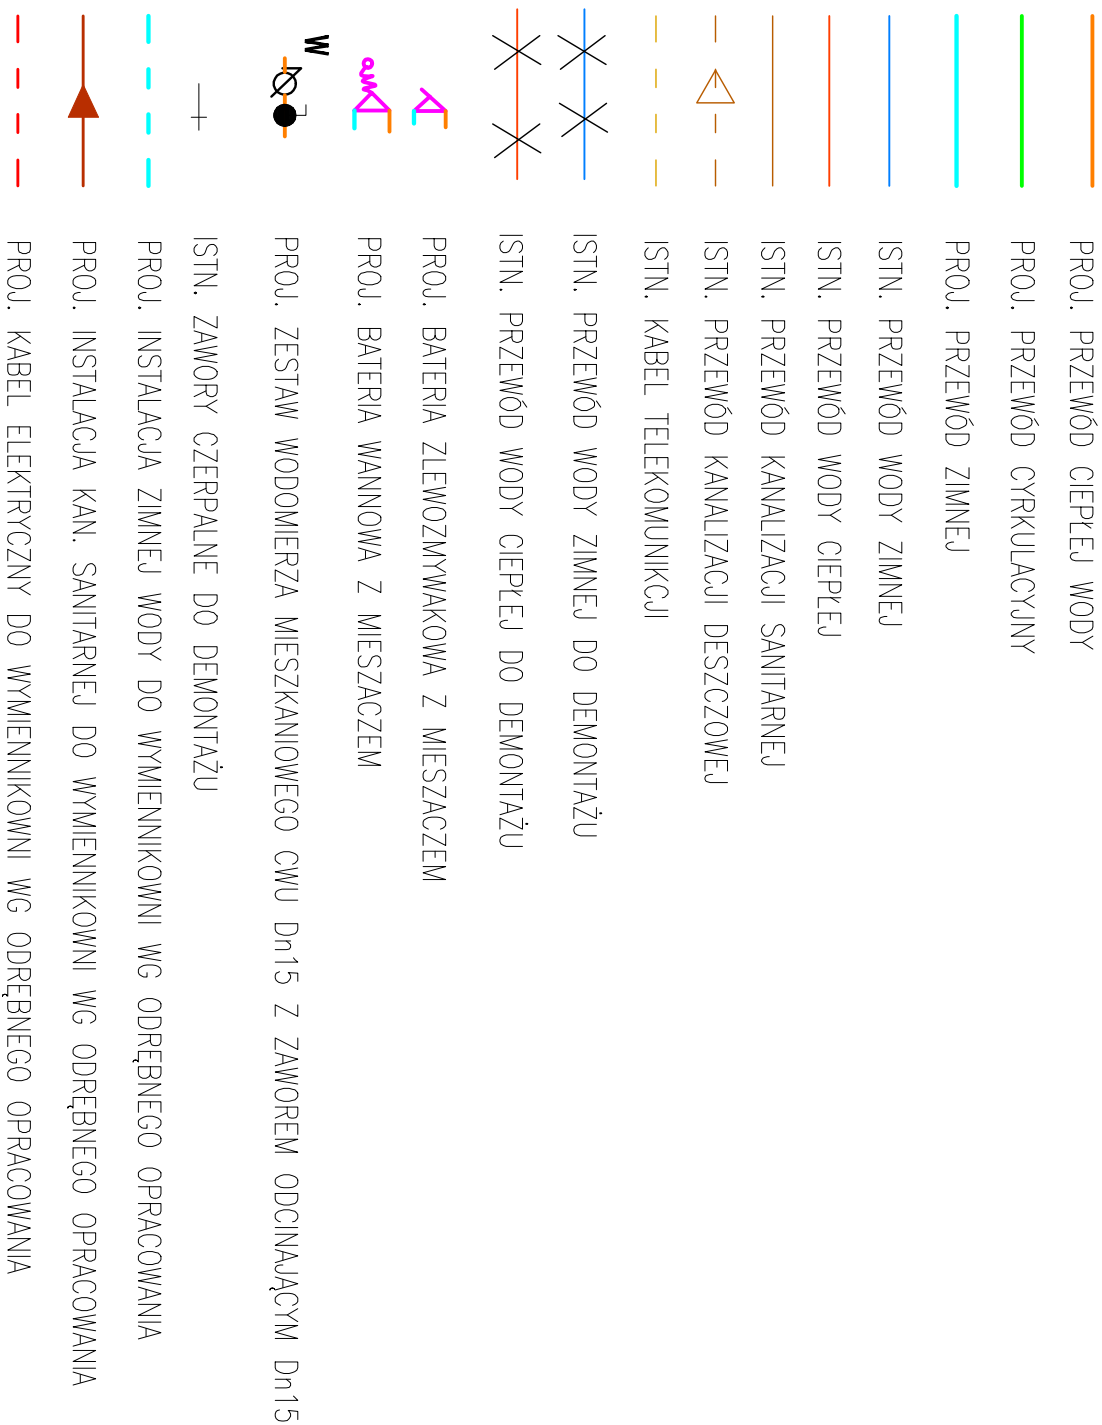 PROJ. PRZEWÓD CIEPŁEJ WODY
PROJ. PRZEWÓD CYRKULACYJNY
PROJ. PRZEWÓD ZIMNEJ
ISTN. PRZEWÓD WODY ZIMNEJ
ISTN. PRZEWÓD WODY CIEPŁEJ
ISTN. PRZEWÓD KANALIZACJI SANITARNEJ
ISTN. PRZEWÓD KANALIZACJI DESZCZOWEJ
ISTN. KABEL TELEKOMUNIKCJI
ISTN. PRZEWÓD WODY ZIMNEJ DO DEMONTAŻU
ISTN. PRZEWÓD WODY CIEPŁEJ DO DEMONTAŻU
PROJ. BATERIA ZLEWOZMYWAKOWA Z MIESZACZEM
PROJ. BATERIA WANNOWA Z MIESZACZEM
W
PROJ. ZESTAW WODOMIERZA MIESZKANIOWEGO CWU Dn15 Z ZAWOREM ODCINAJĄCYM Dn15
ISTN. ZAWORY CZERPALNE DO DEMONTAŻU
PROJ. INSTALACJA ZIMNEJ WODY DO WYMIENNIKOWNI WG ODRĘBNEGO OPRACOWANIA
PROJ. INSTALACJA KAN. SANITARNEJ DO WYMIENNIKOWNI WG ODRĘBNEGO OPRACOWANIA
PROJ. KABEL ELEKTRYCZNY DO WYMIENNIKOWNI WG ODRĘBNEGO OPRACOWANIA